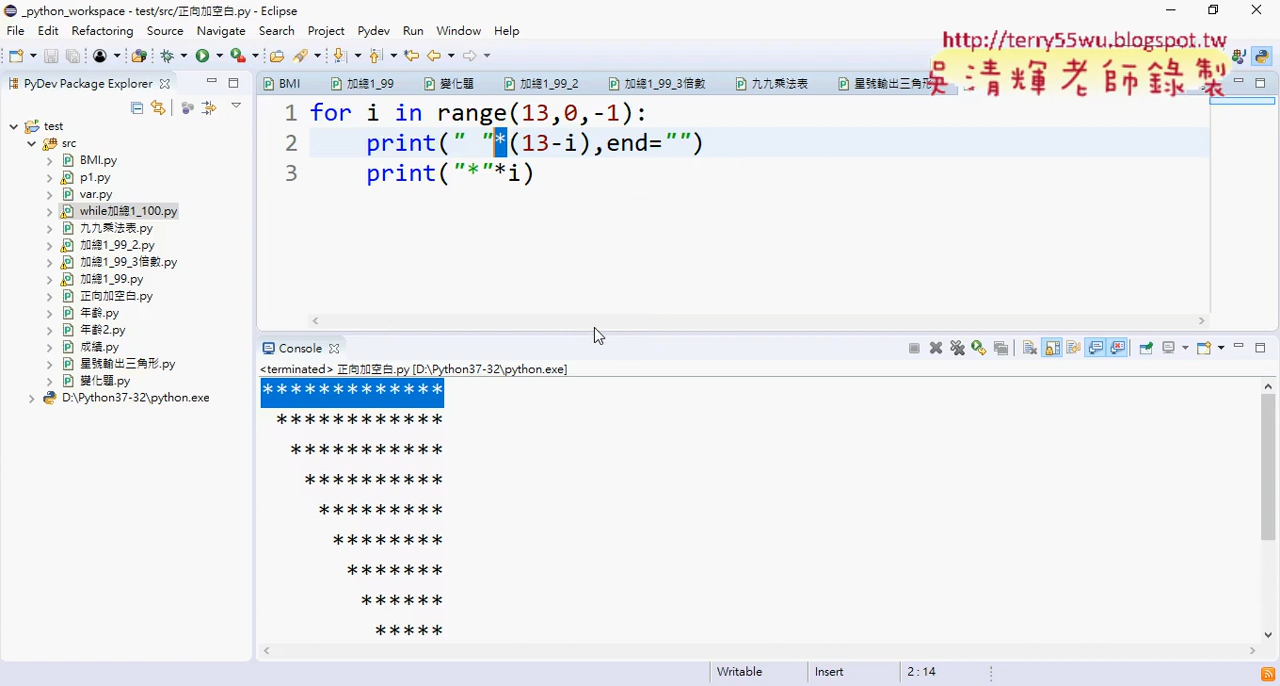 _python_workspace - test/src/正向加空白.py - Eclipse
File Edit Refactoring Source Navigate Search Project Pydev Run Window Help
http://terry55wu.blogspot.tw
吳清輝老師錄製
PyDev Package Explorer
BMI 加總1_99 變化題 加總1_99_2 加總1_99_3倍數 九九乘法表 星號輸出三角形
test
src
BMI.py
p1.py
var.py
while加總1_100.py
九九乘法表.py
加總1_99_2.py
加總1_99_3倍數.py
加總1_99.py
正向加空白.py
年齡.py
年齡2.py
成績.py
星號輸出三角形.py
變化題.py
D:\Python37-32\python.exe
1 for i in range(13,0,-1):
2 print(" "*(13-i),end="")
3 print("*"*i)
Console
<terminated> 正向加空白.py [D:\Python37-32\python.exe]
*************
************
***********
**********
*********
********
*******
******
*****
Writable Insert 2 : 14